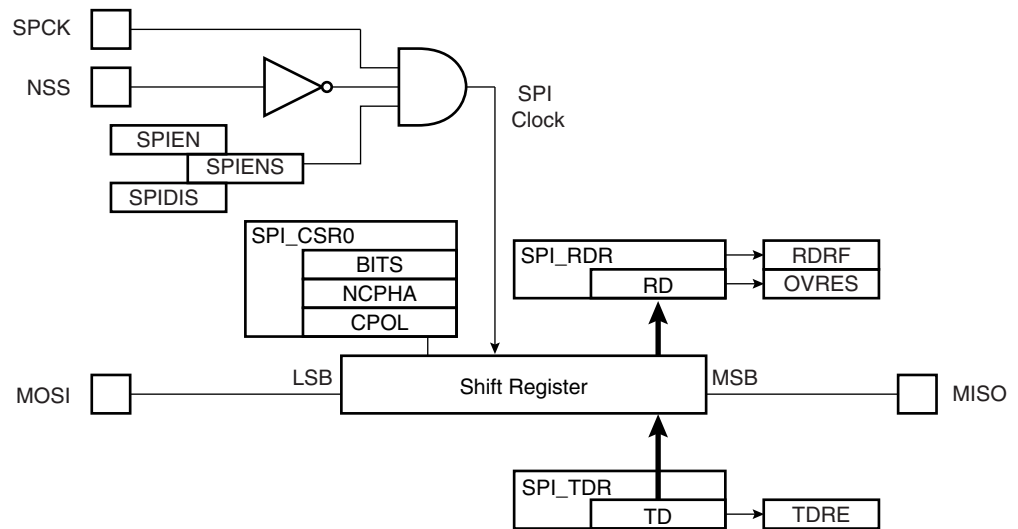 SPCK
NSS
SPI
Clock
SPIEN
SPIENS
SPIDIS
SPI_CSR0
BITS
NCPHA
CPOL
SPI_RDR
RD
RDRF
OVRES
MOSI
LSB
Shift Register
MSB
MISO
SPI_TDR
TD
TDRE